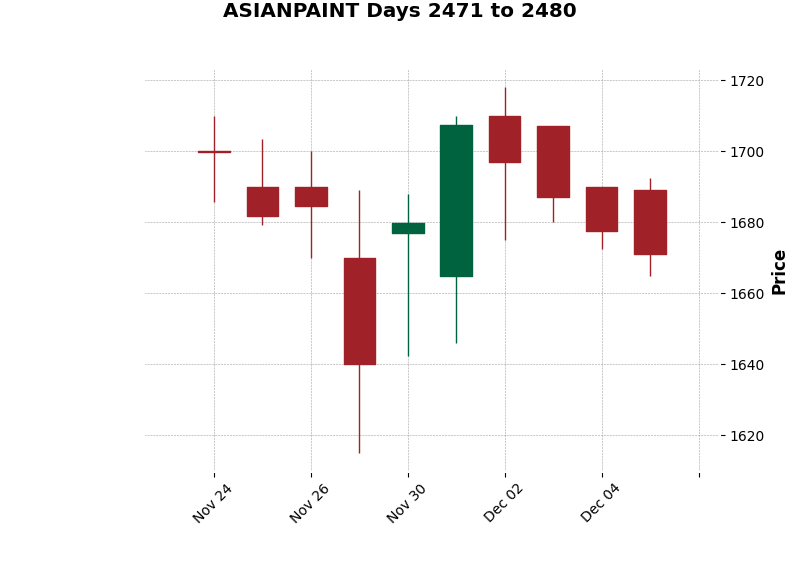 ASIANPAINT Days 2471 to 2480
1720
1700
1680
1660
1640
1620
Price
Nov 24
Nov 26
Nov 30
Dec 02
Dec 04